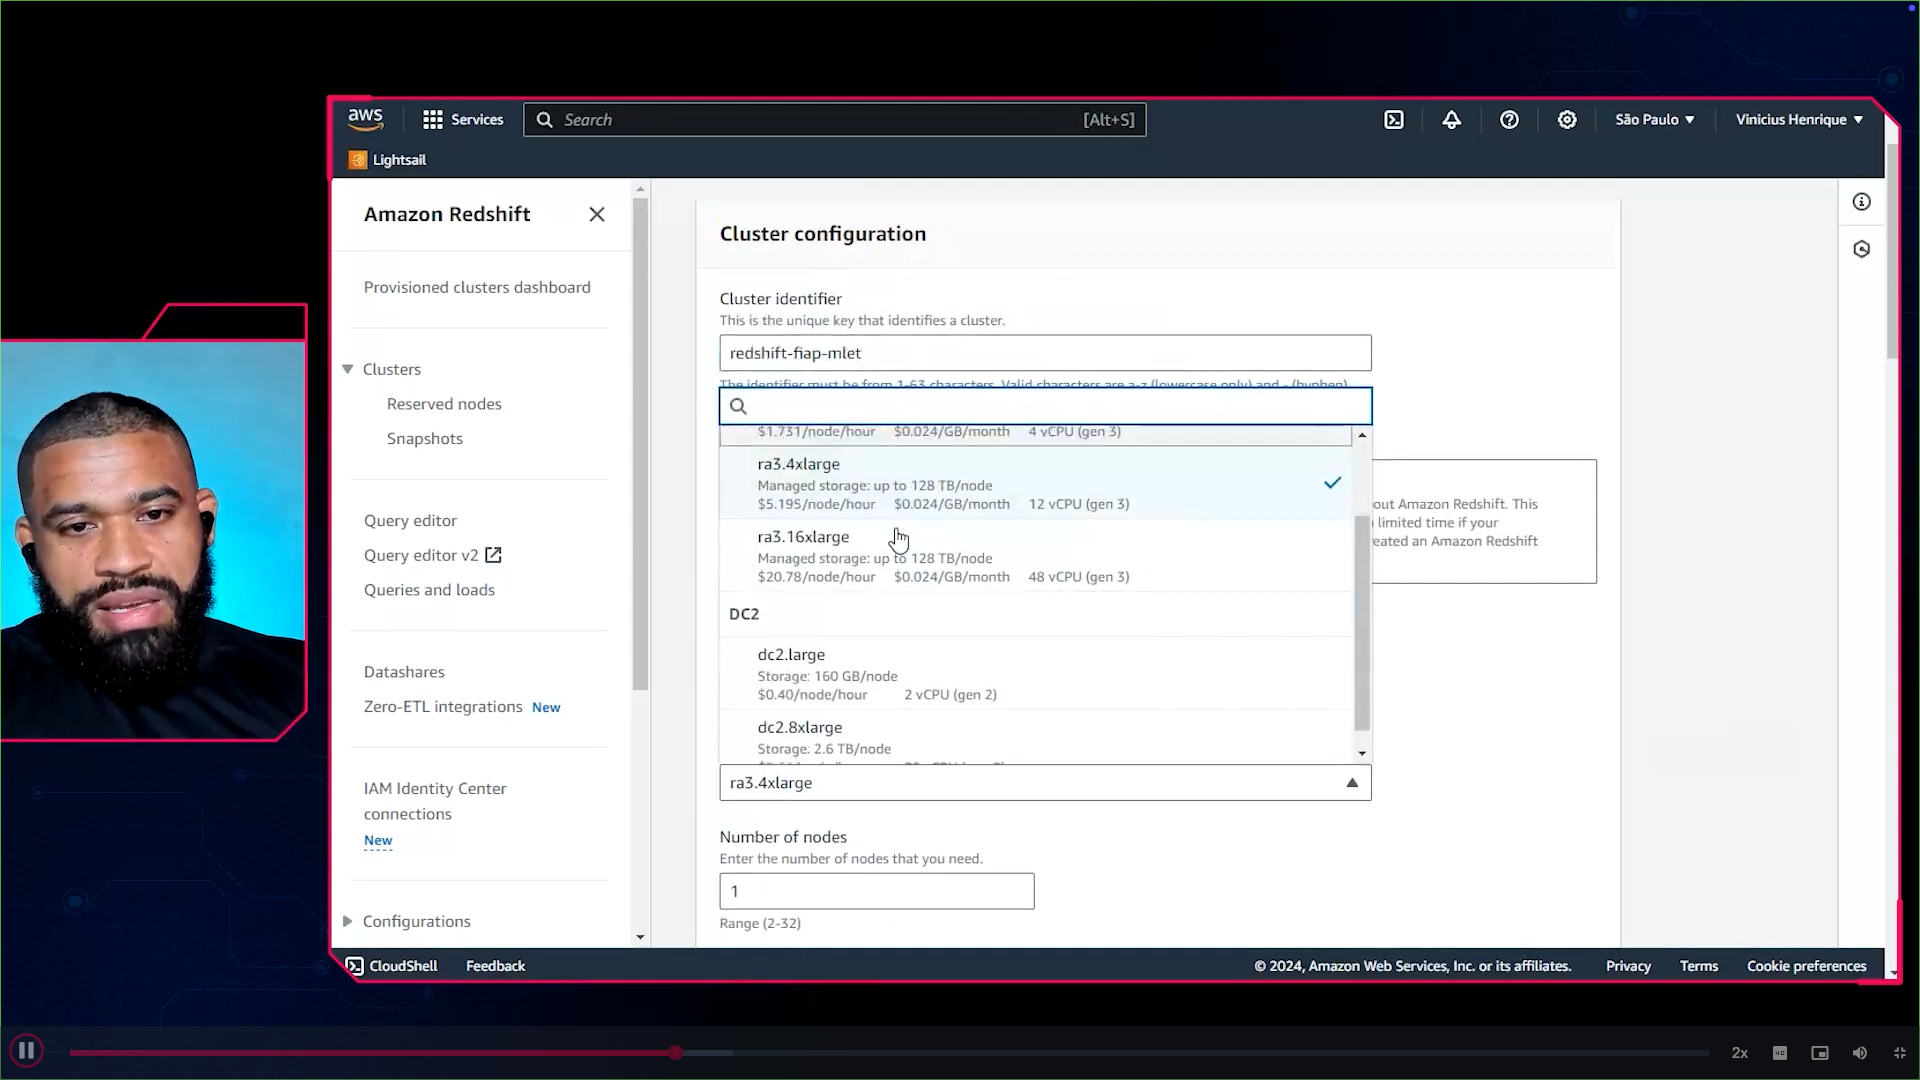 aws
Services
Search
[Alt+S]
São Paulo
Vinicius Henrique
Lightsail
Amazon Redshift
Provisioned clusters dashboard
Clusters
Reserved nodes
Snapshots
Query editor
Query editor v2
Queries and loads
Datashares
Zero-ETL integrations New
IAM Identity Center
connections
New
Configurations
Cluster configuration
Cluster identifier
This is the unique key that identifies a cluster.
redshift-fiap-mlet
The identifier must be from 1-63 characters. Valid characters are a-z (lowercase only) and - (hyphen).
$1.731/node/hour $0.024/GB/month 4 vCPU (gen 3)
ra3.4xlarge
Managed storage: up to 128 TB/node
$5.195/node/hour $0.024/GB/month 12 vCPU (gen 3)
ra3.16xlarge
Managed storage: up to 128 TB/node
$20.78/node/hour $0.024/GB/month 48 vCPU (gen 3)
DC2
dc2.large
Storage: 160 GB/node
$0.40/node/hour 2 vCPU (gen 2)
dc2.8xlarge
Storage: 2.6 TB/node
out Amazon Redshift. This
limited time if your
eated an Amazon Redshift
ra3.4xlarge
Number of nodes
Enter the number of nodes that you need.
1
Range (2-32)
CloudShell
Feedback
© 2024, Amazon Web Services, Inc. or its affiliates.
Privacy
Terms
Cookie preferences
2x
HD